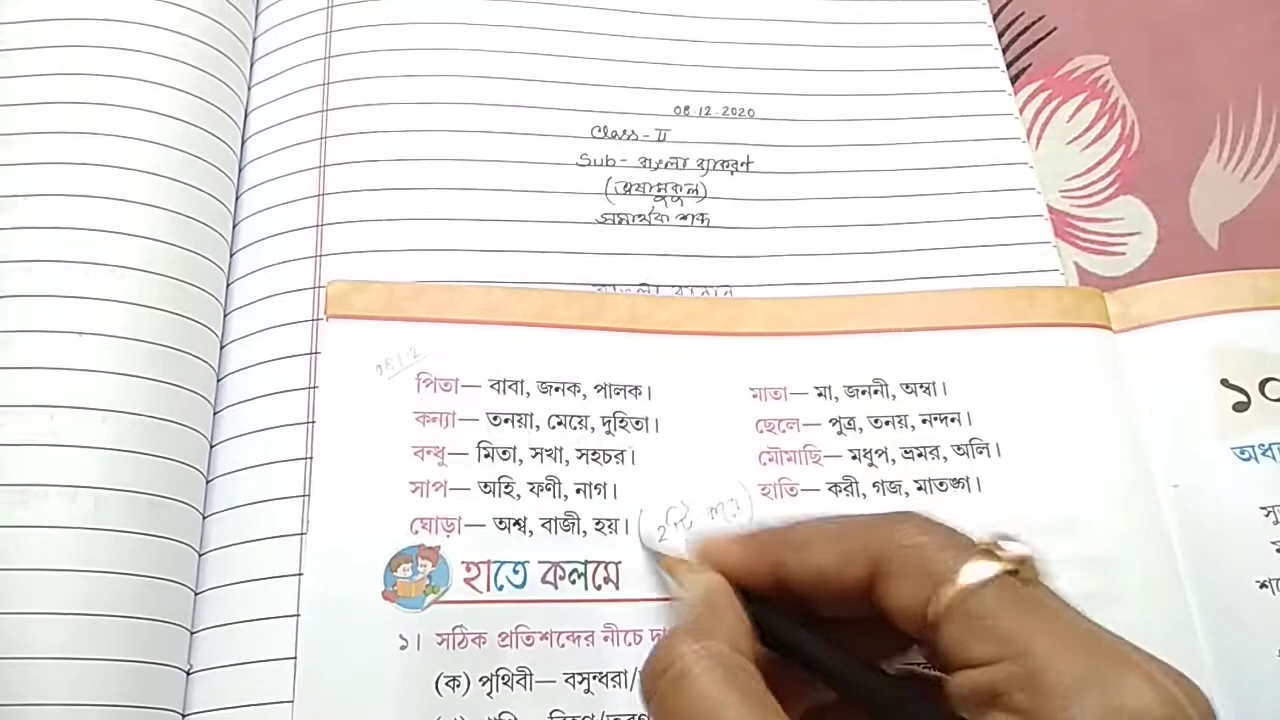 08.12.2020
Class - II
Sub - বাংলা ব্যাকরণ
(ভাষামুকুল)
সমার্থক শব্দ
পিতা— বাবা, জনক, পালক।
মাতা— মা, জননী, অম্বা।
কন্যা— তনয়া, মেয়ে, দুহিতা।
ছেলে— পুত্র, তনয়, নন্দন।
বন্ধু— মিতা, সখা, সহচর।
মৌমাছি— মধুপ, ভ্রমর, অলি।
সাপ— অহি, ফণী, নাগ।
হাতি— করী, গজ, মাতঙ্গ।
ঘোড়া— অশ্ব, বাজী, হয়। (২টি করে)
হাতে কলমে
১। সঠিক প্রতিশব্দের নীচে
(ক) পৃথিবী— বসুন্ধরা/
১০